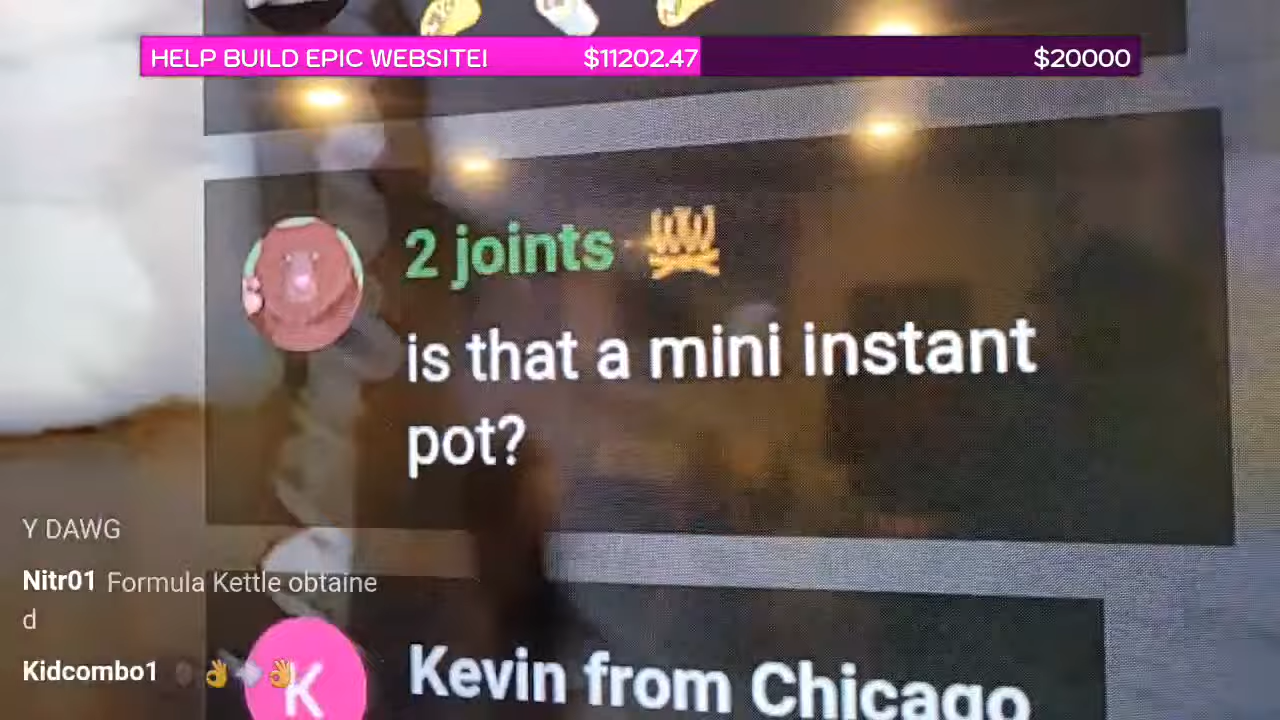 HELP BUILD EPIC WEBSITE! $11202.47 $20000
2 joints
is that a mini instant
pot?
Y DAWG
Nitr01 Formula Kettle obtaine
d
Kidcombo1
K
Kevin from Chicago